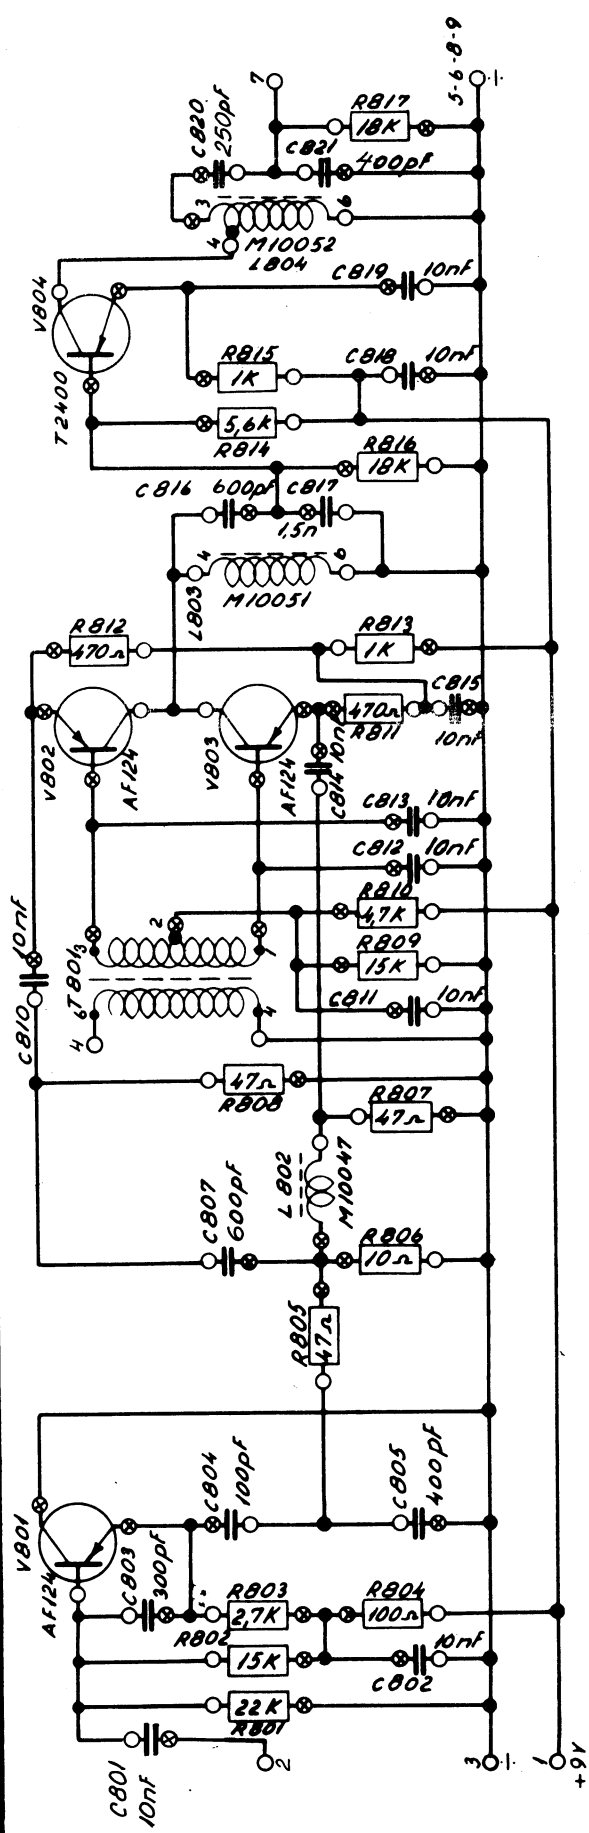 7
5-6-8-9
R817
18K
C820
250pF
C821
400pF
3
6
4
M10052
L804
V804
C819
10nF
R815
1K
C818
10nF
T2400
5,6K
R814
R816
18K
C816
600pF
C817
1,5n
4
6
L803
M10051
R812
470Ω
R813
1K
C815
10nF
V802
AF124
V803
AF124
470Ω
R811
10n
C814
C813
10nF
C812
10nF
R810
4,7K
R809
15K
C811
10nF
10nF
C810
T801
3
2
1
6
4
4
47Ω
R808
R807
47Ω
L802
M10047
C807
600pF
R806
10Ω
R805
47Ω
V801
AF124
C804
100pF
C805
400pF
C803
300pF
R803
2,7K
R804
100Ω
R802
15K
10nF
C802
22K
R801
C801
10nF
2
3
1
+9V